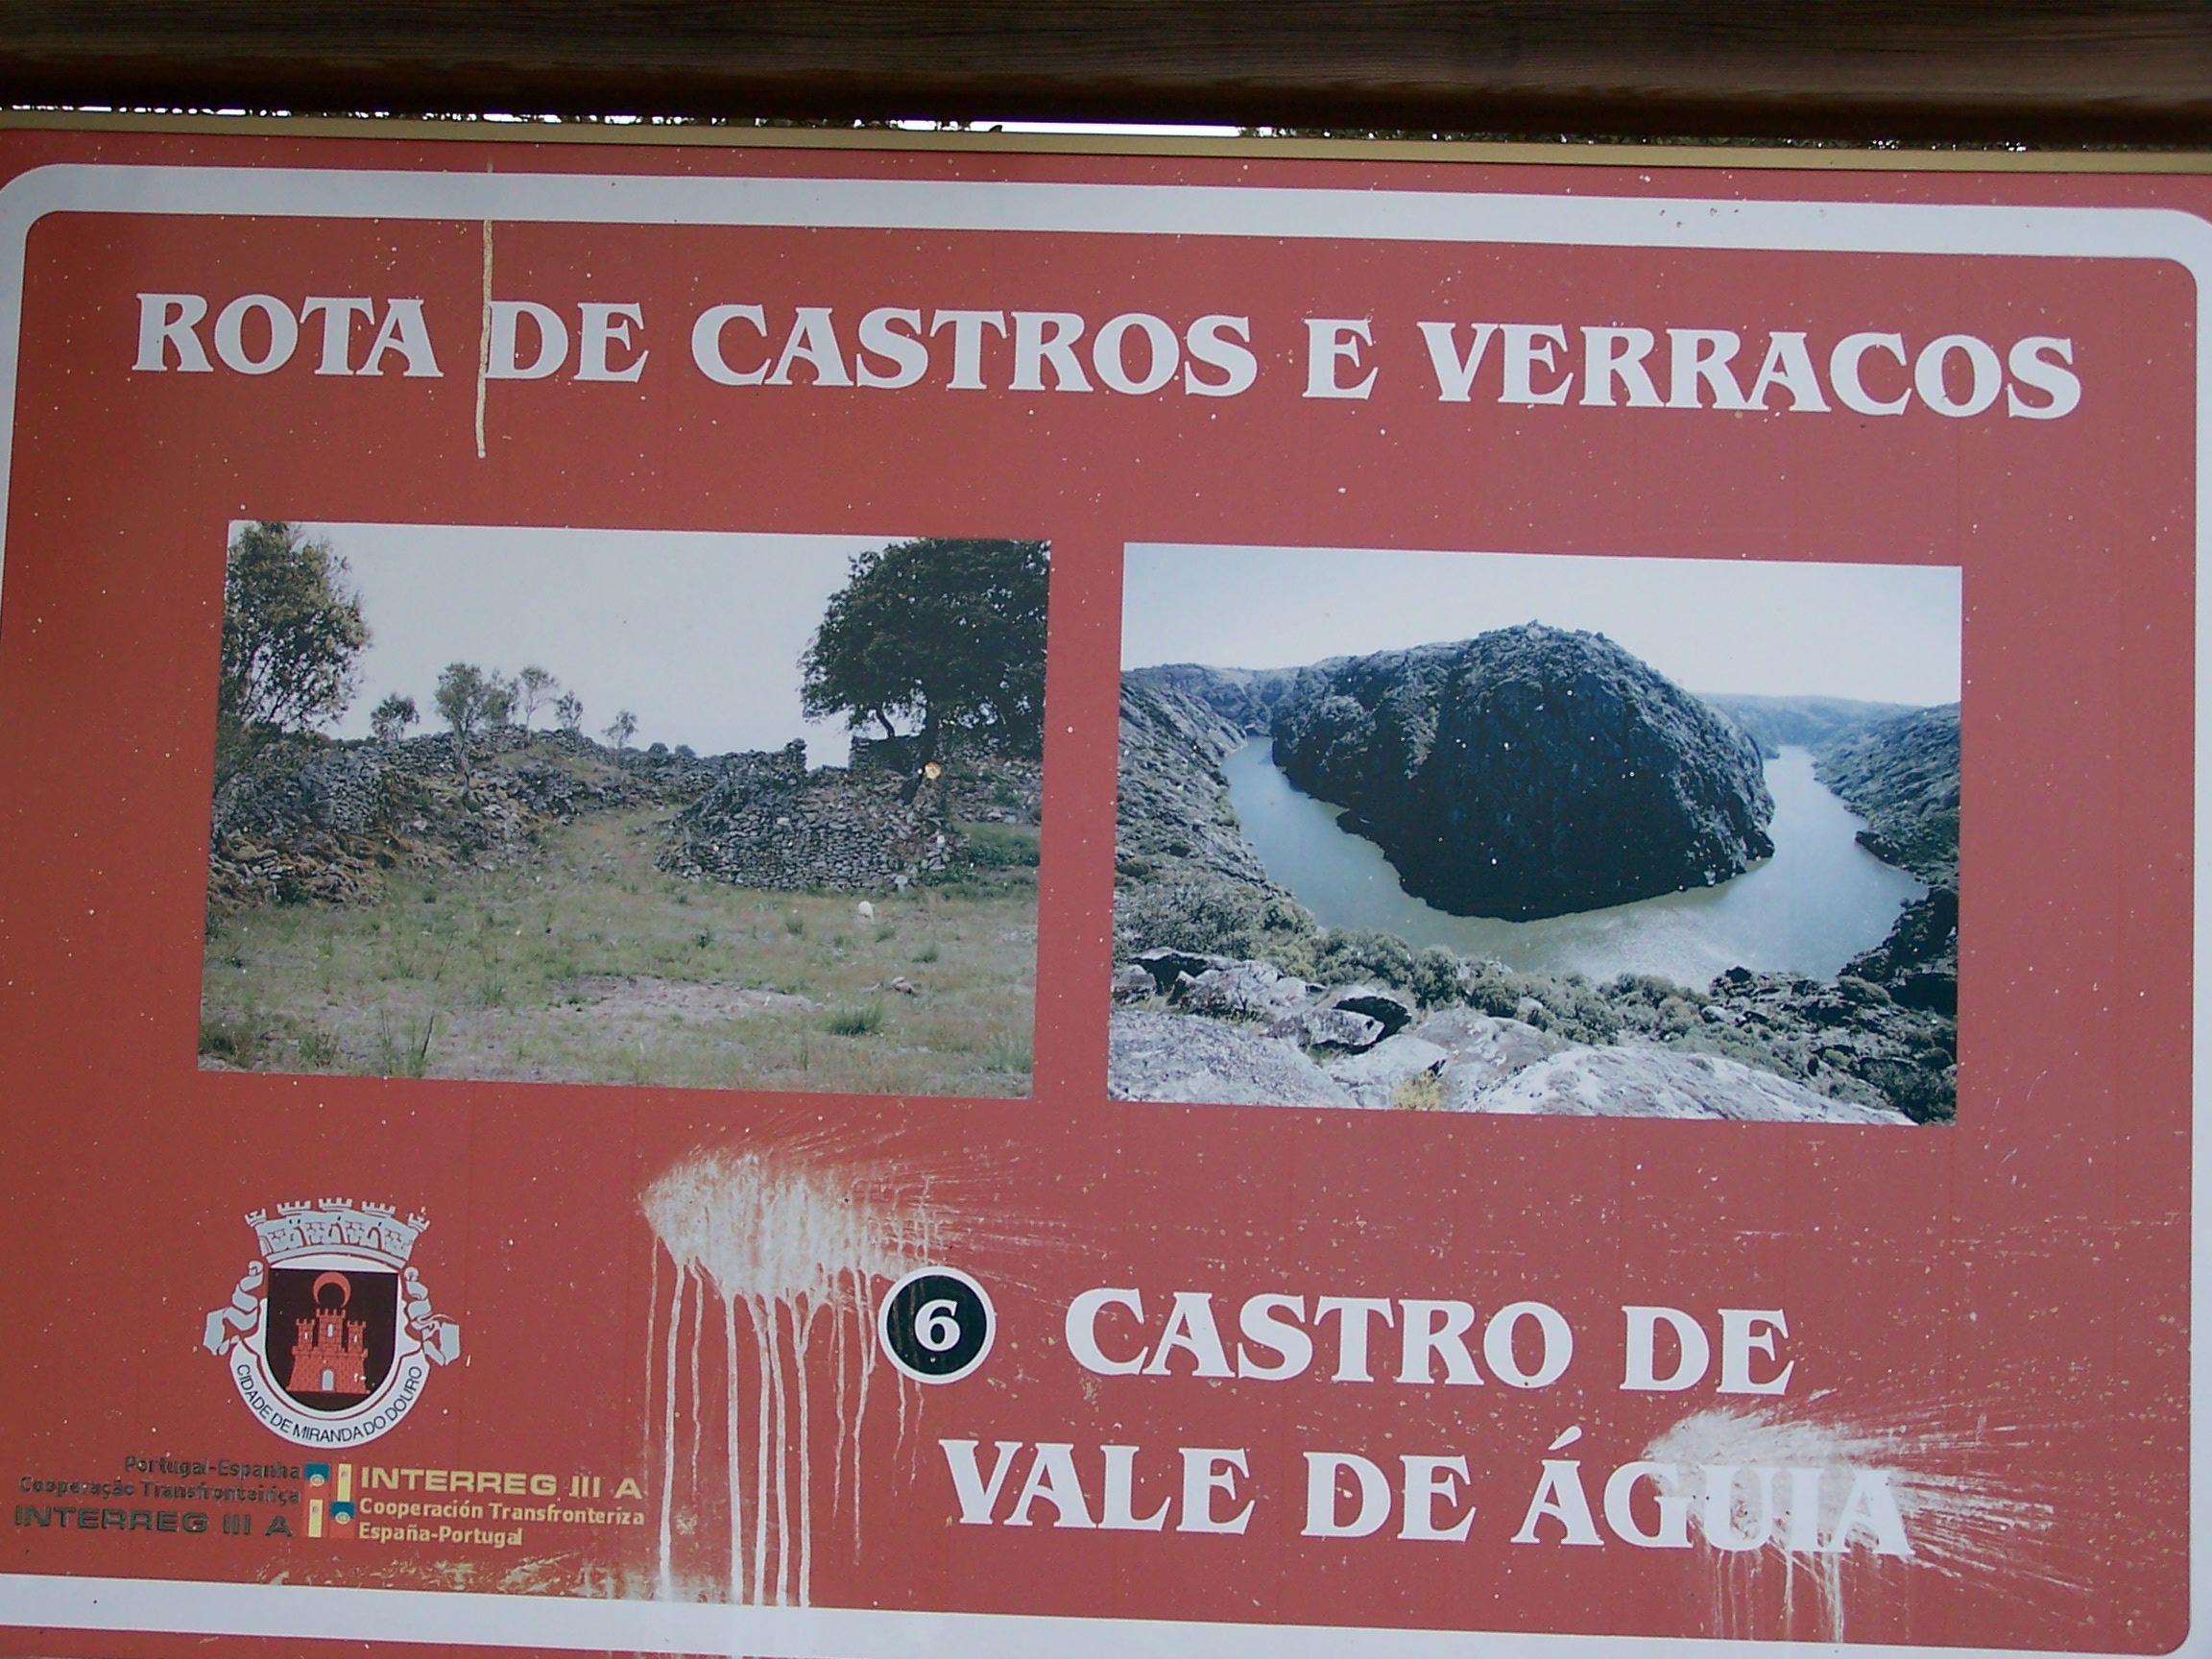 ROTA DE CASTROS E VERRACOS
6 CASTRO DE
VALE DE ÁGUIA
CIDADE DE MIRANDA DO DOURO
Portugal-Espanha
Cooperação Transfronteiriça
INTERREG III A
INTERREG III A
Cooperación Transfronteriza
España-Portugal